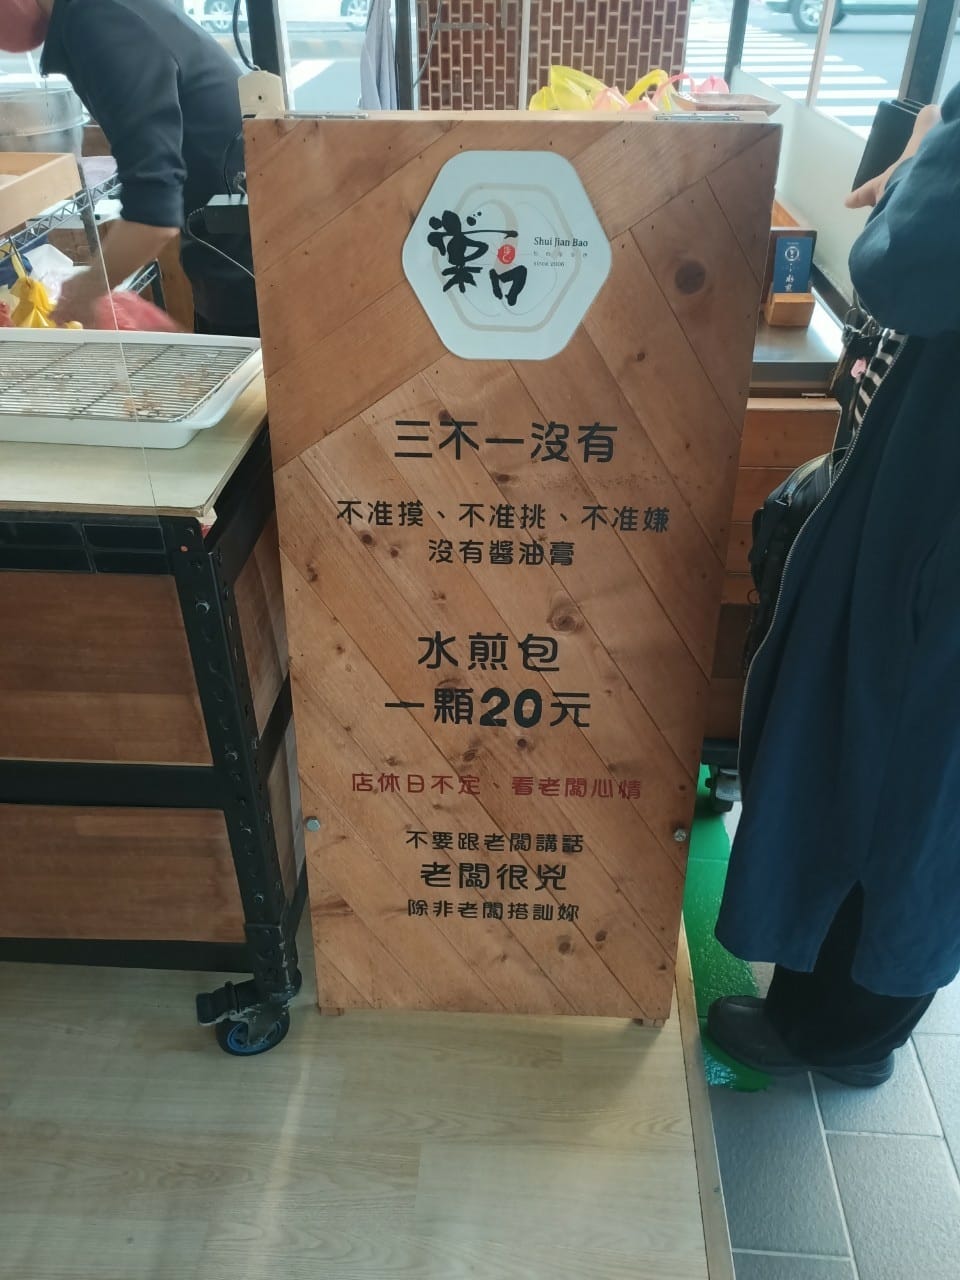 Shui Jian Bao
since 2006
三不一沒有
不准摸、不准挑、不准嫌
沒有醬油膏
水煎包
一顆20元
店休日不定、看老闆心情
不要跟老闆講話
老闆很兇
除非老闆搭訕妳